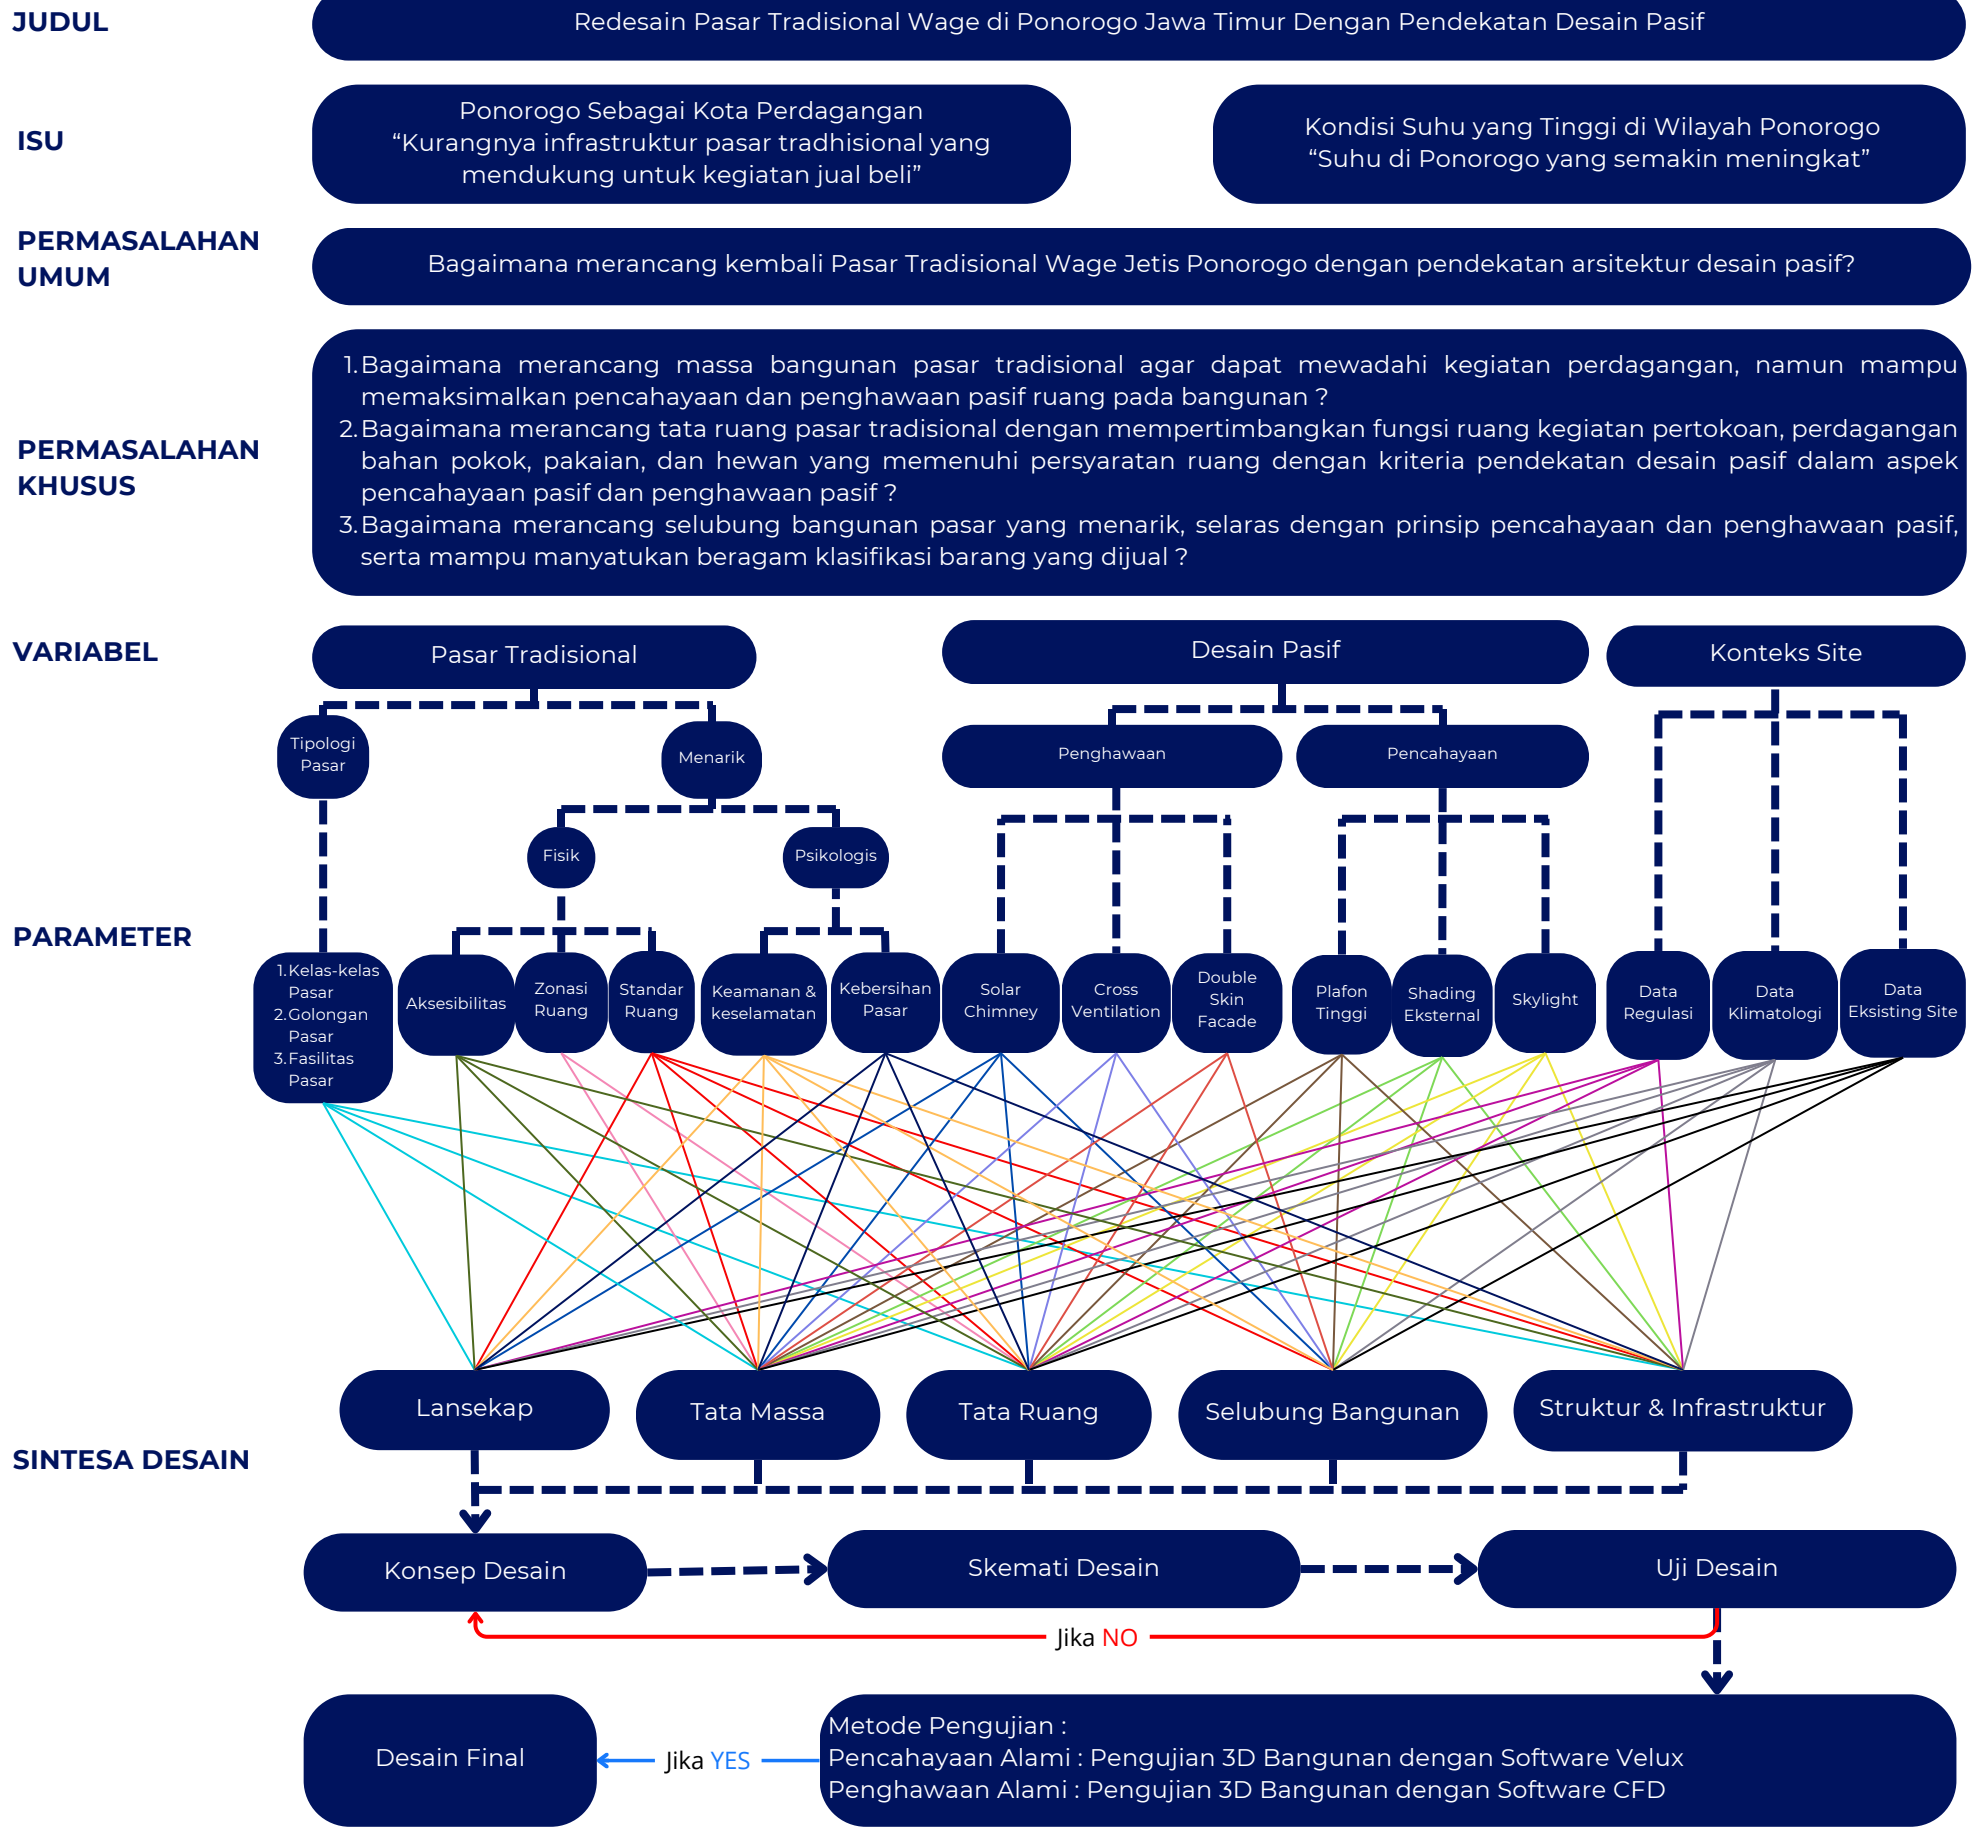 JUDUL
Redesain Pasar Tradisional Wage di Ponorogo Jawa Timur Dengan Pendekatan Desain Pasif
ISU
Ponorogo Sebagai Kota Perdagangan
“Kurangnya infrastruktur pasar tradhisional yang
mendukung untuk kegiatan jual beli”
Kondisi Suhu yang Tinggi di Wilayah Ponorogo
“Suhu di Ponorogo yang semakin meningkat”
PERMASALAHAN
UMUM
Bagaimana merancang kembali Pasar Tradisional Wage Jetis Ponorogo dengan pendekatan arsitektur desain pasif?
PERMASALAHAN
KHUSUS
1. Bagaimana merancang massa bangunan pasar tradisional agar dapat mewadahi kegiatan perdagangan, namun mampu
memaksimalkan pencahayaan dan penghawaan pasif ruang pada bangunan ?
2. Bagaimana merancang tata ruang pasar tradisional dengan mempertimbangkan fungsi ruang kegiatan pertokoan, perdagangan
bahan pokok, pakaian, dan hewan yang memenuhi persyaratan ruang dengan kriteria pendekatan desain pasif dalam aspek
pencahayaan pasif dan penghawaan pasif ?
3. Bagaimana merancang selubung bangunan pasar yang menarik, selaras dengan prinsip pencahayaan dan penghawaan pasif,
serta mampu manyatukan beragam klasifikasi barang yang dijual ?
VARIABEL
Pasar Tradisional
Desain Pasif
Konteks Site
Tipologi
Pasar
Menarik
Penghawaan
Pencahayaan
Fisik
Psikologis
PARAMETER
1. Kelas-kelas
Pasar
2. Golongan
Pasar
3. Fasilitas
Pasar
Aksesibilitas
Zonasi
Ruang
Standar
Ruang
Keamanan &
keselamatan
Kebersihan
Pasar
Solar
Chimney
Cross
Ventilation
Double
Skin
Facade
Plafon
Tinggi
Shading
Eksternal
Skylight
Data
Regulasi
Data
Klimatologi
Data
Eksisting Site
SINTESA DESAIN
Lansekap
Tata Massa
Tata Ruang
Selubung Bangunan
Struktur & Infrastruktur
Konsep Desain
Skemati Desain
Uji Desain
Jika NO
Desain Final
Jika YES
Metode Pengujian :
Pencahayaan Alami : Pengujian 3D Bangunan dengan Software Velux
Penghawaan Alami : Pengujian 3D Bangunan dengan Software CFD